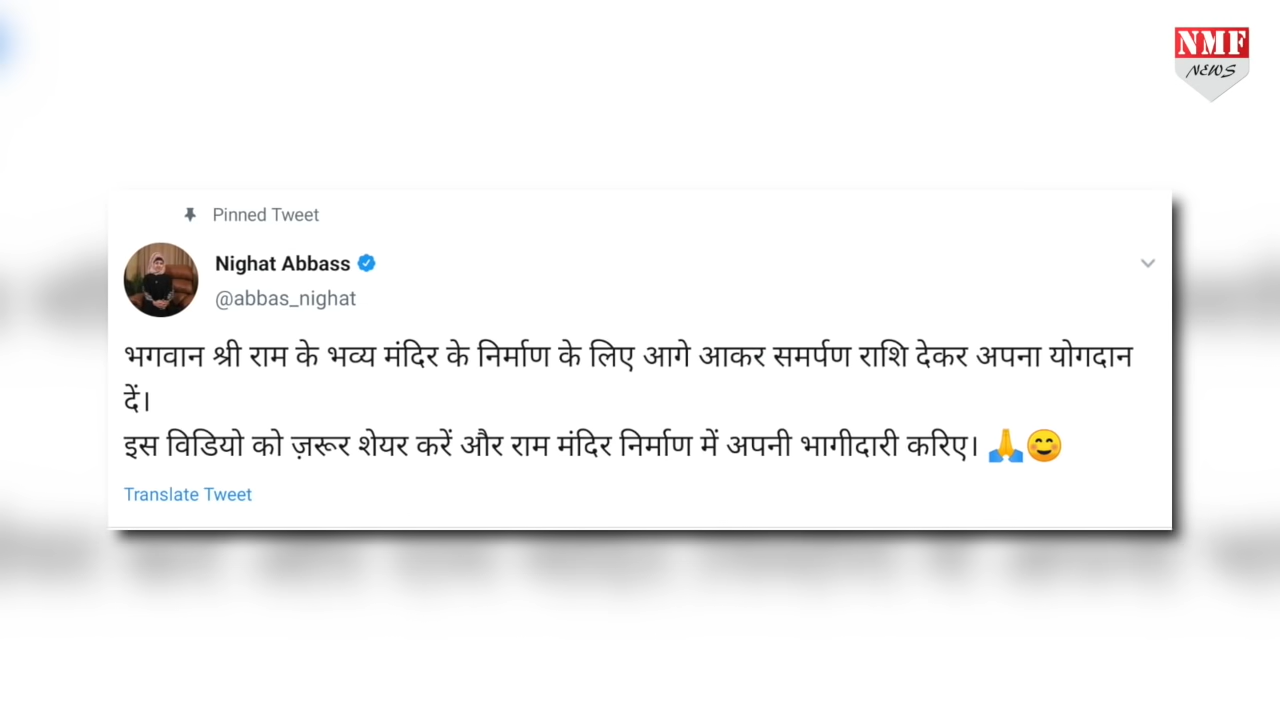 NMF
NEWS
Pinned Tweet
Nighat Abbass
@abbas_nighat
भगवान श्री राम के भव्य मंदिर के निर्माण के लिए आगे आकर समर्पण राशि देकर अपना योगदान
दें।
इस विडियो को ज़रूर शेयर करें और राम मंदिर निर्माण में अपनी भागीदारी करिए। 🙏😊
Translate Tweet